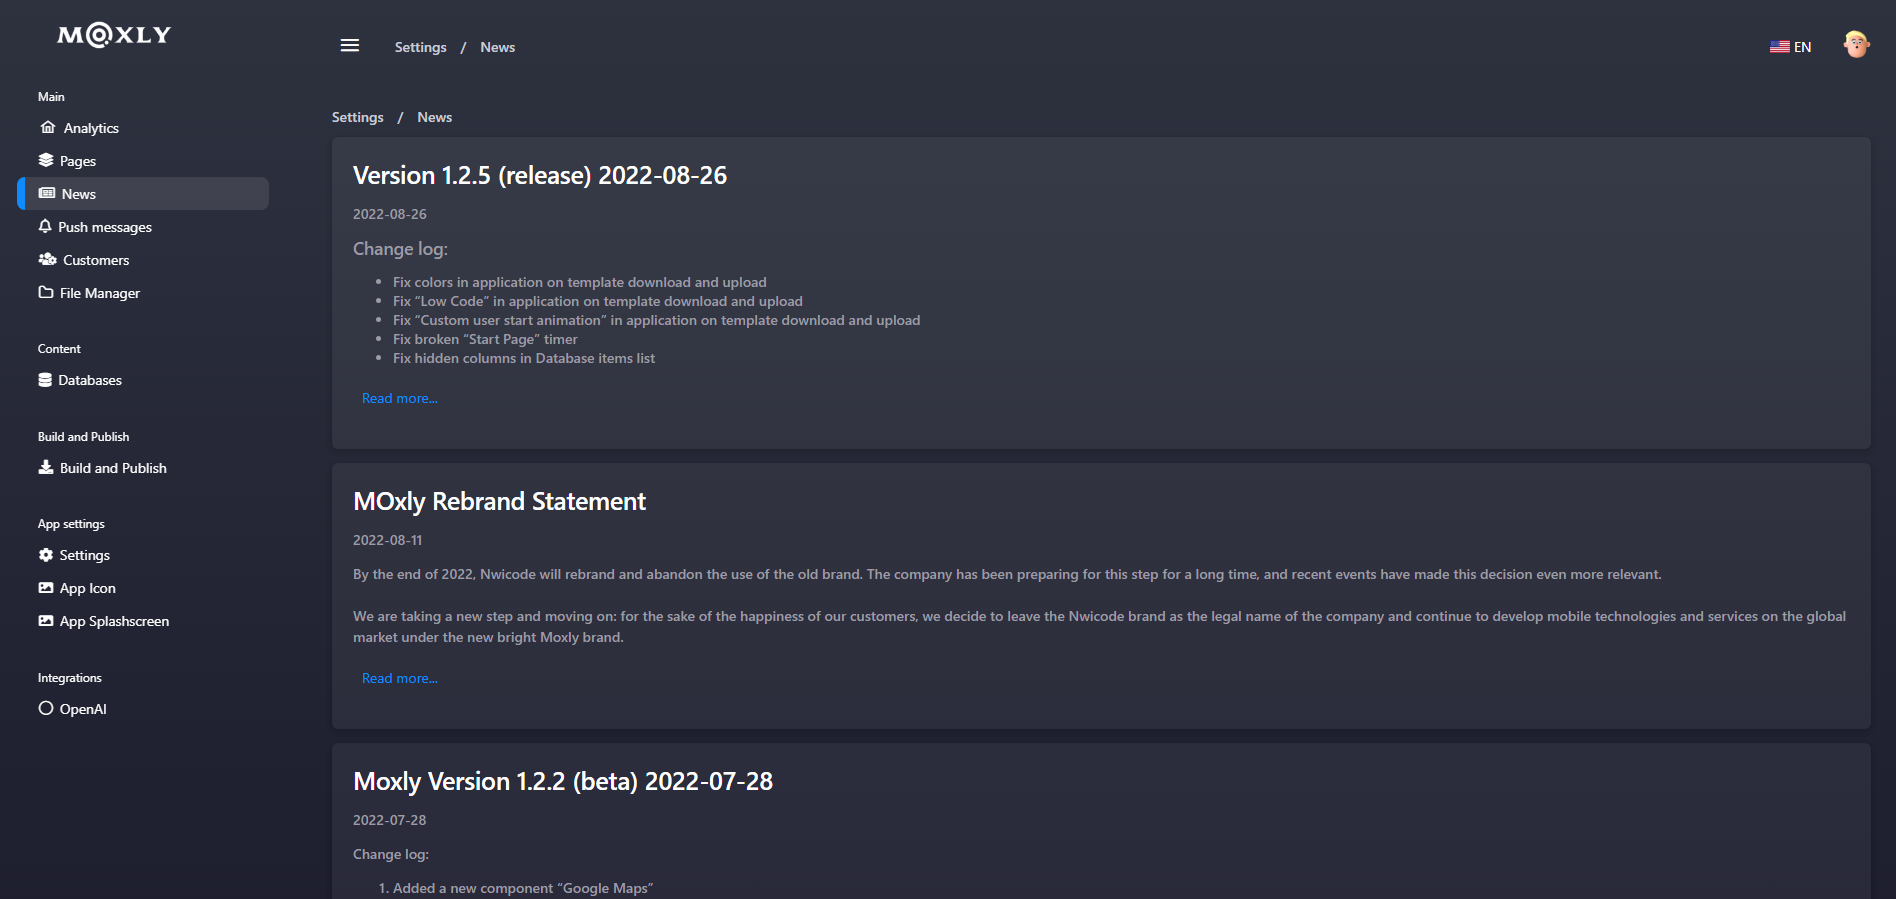 MOXLY
Settings / News
EN
Main
Analytics
Pages
News
Push messages
Customers
File Manager
Content
Databases
Build and Publish
Build and Publish
App settings
Settings
App Icon
App Splashscreen
Integrations
OpenAI
Settings / News
Version 1.2.5 (release) 2022-08-26
2022-08-26
Change log:
• Fix colors in application on template download and upload
• Fix “Low Code” in application on template download and upload
• Fix “Custom user start animation” in application on template download and upload
• Fix broken “Start Page” timer
• Fix hidden columns in Database items list
Read more...
MOxly Rebrand Statement
2022-08-11
By the end of 2022, Nwicode will rebrand and abandon the use of the old brand. The company has been preparing for this step for a long time, and recent events have made this decision even more relevant.
We are taking a new step and moving on: for the sake of the happiness of our customers, we decide to leave the Nwicode brand as the legal name of the company and continue to develop mobile technologies and services on the global
market under the new bright Moxly brand.
Read more...
Moxly Version 1.2.2 (beta) 2022-07-28
2022-07-28
Change log:
1. Added a new component “Google Maps”